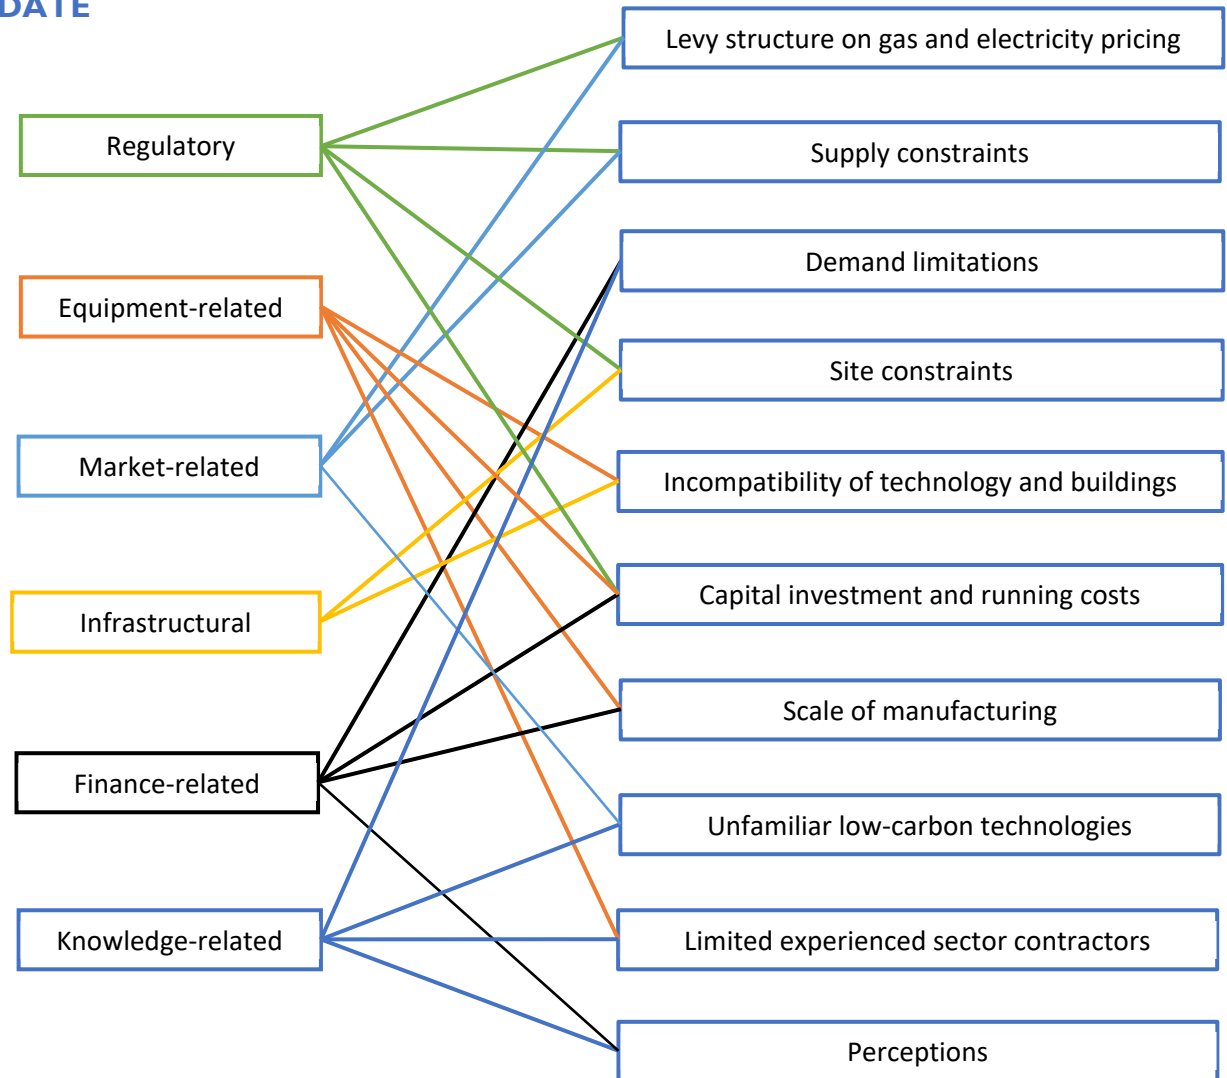 DATE
Regulatory
Equipment-related
Market-related
Infrastructural
Finance-related
Knowledge-related
Levy structure on gas and electricity pricing
Supply constraints
Demand limitations
Site constraints
Incompatibility of technology and buildings
Capital investment and running costs
Scale of manufacturing
Unfamiliar low-carbon technologies
Limited experienced sector contractors
Perceptions